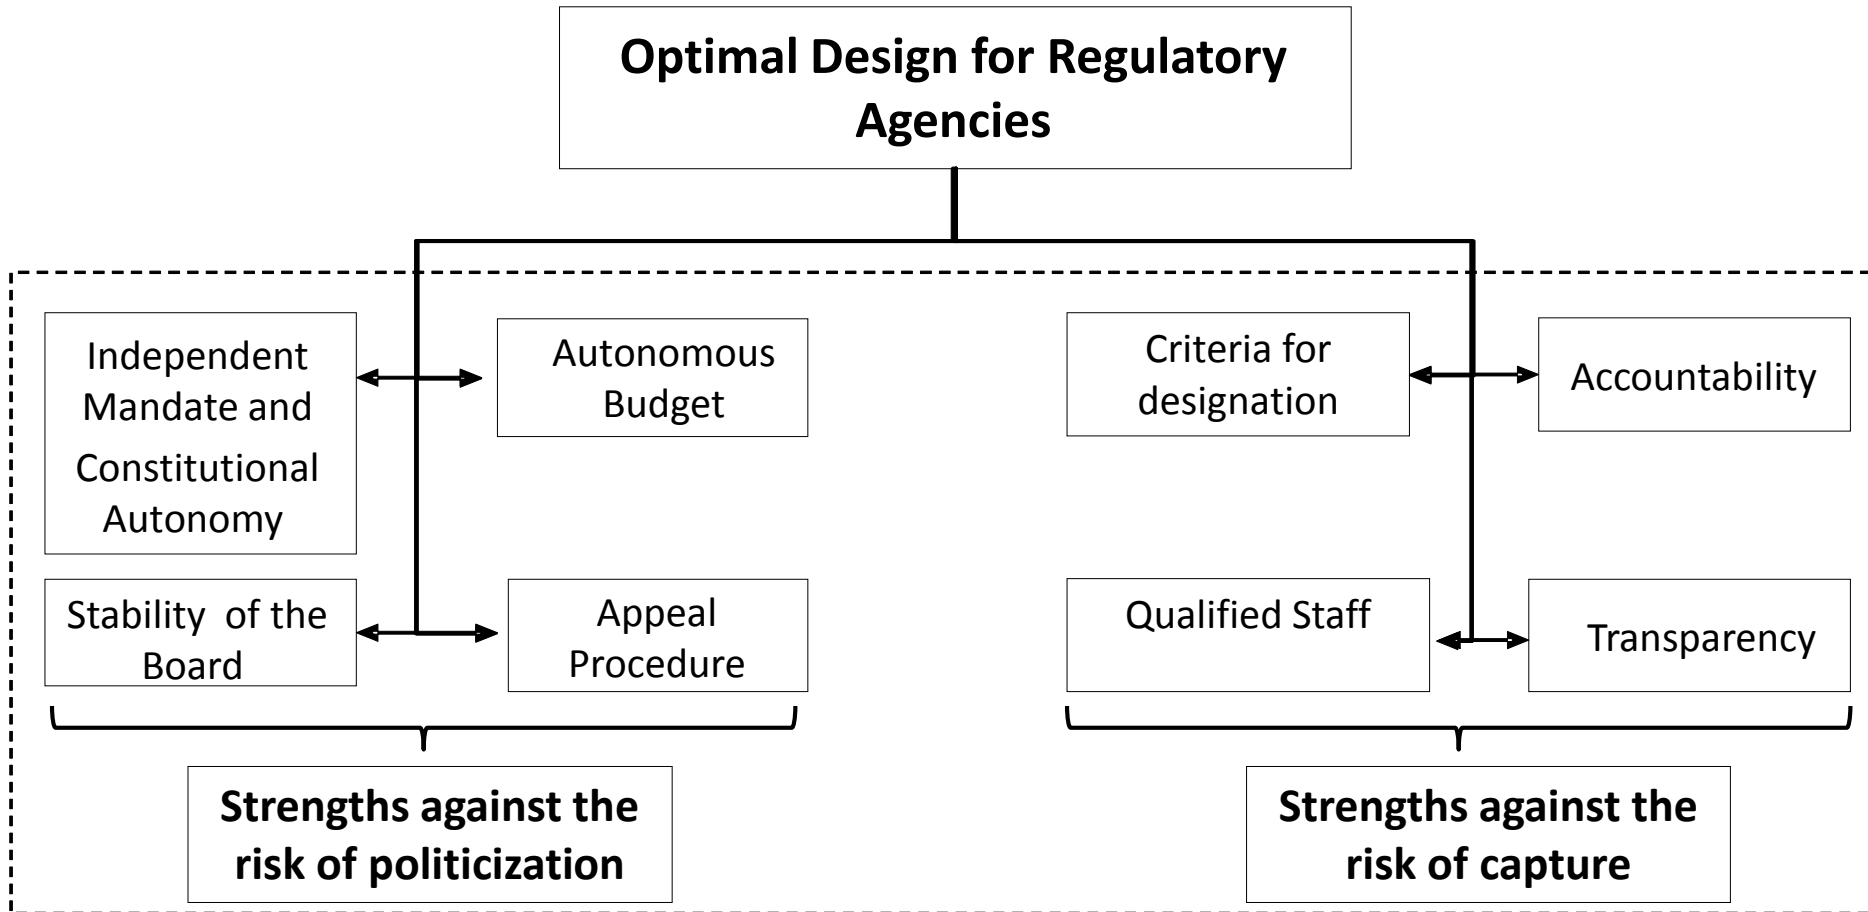 Optimal Design for Regulatory
Agencies
Independent
Mandate and
Constitutional
Autonomy
Autonomous
Budget
Criteria for
designation
Accountability
Stability of the
Board
Appeal
Procedure
Qualified Staff
Transparency
Strengths against the
risk of politicization
Strengths against the
risk of capture